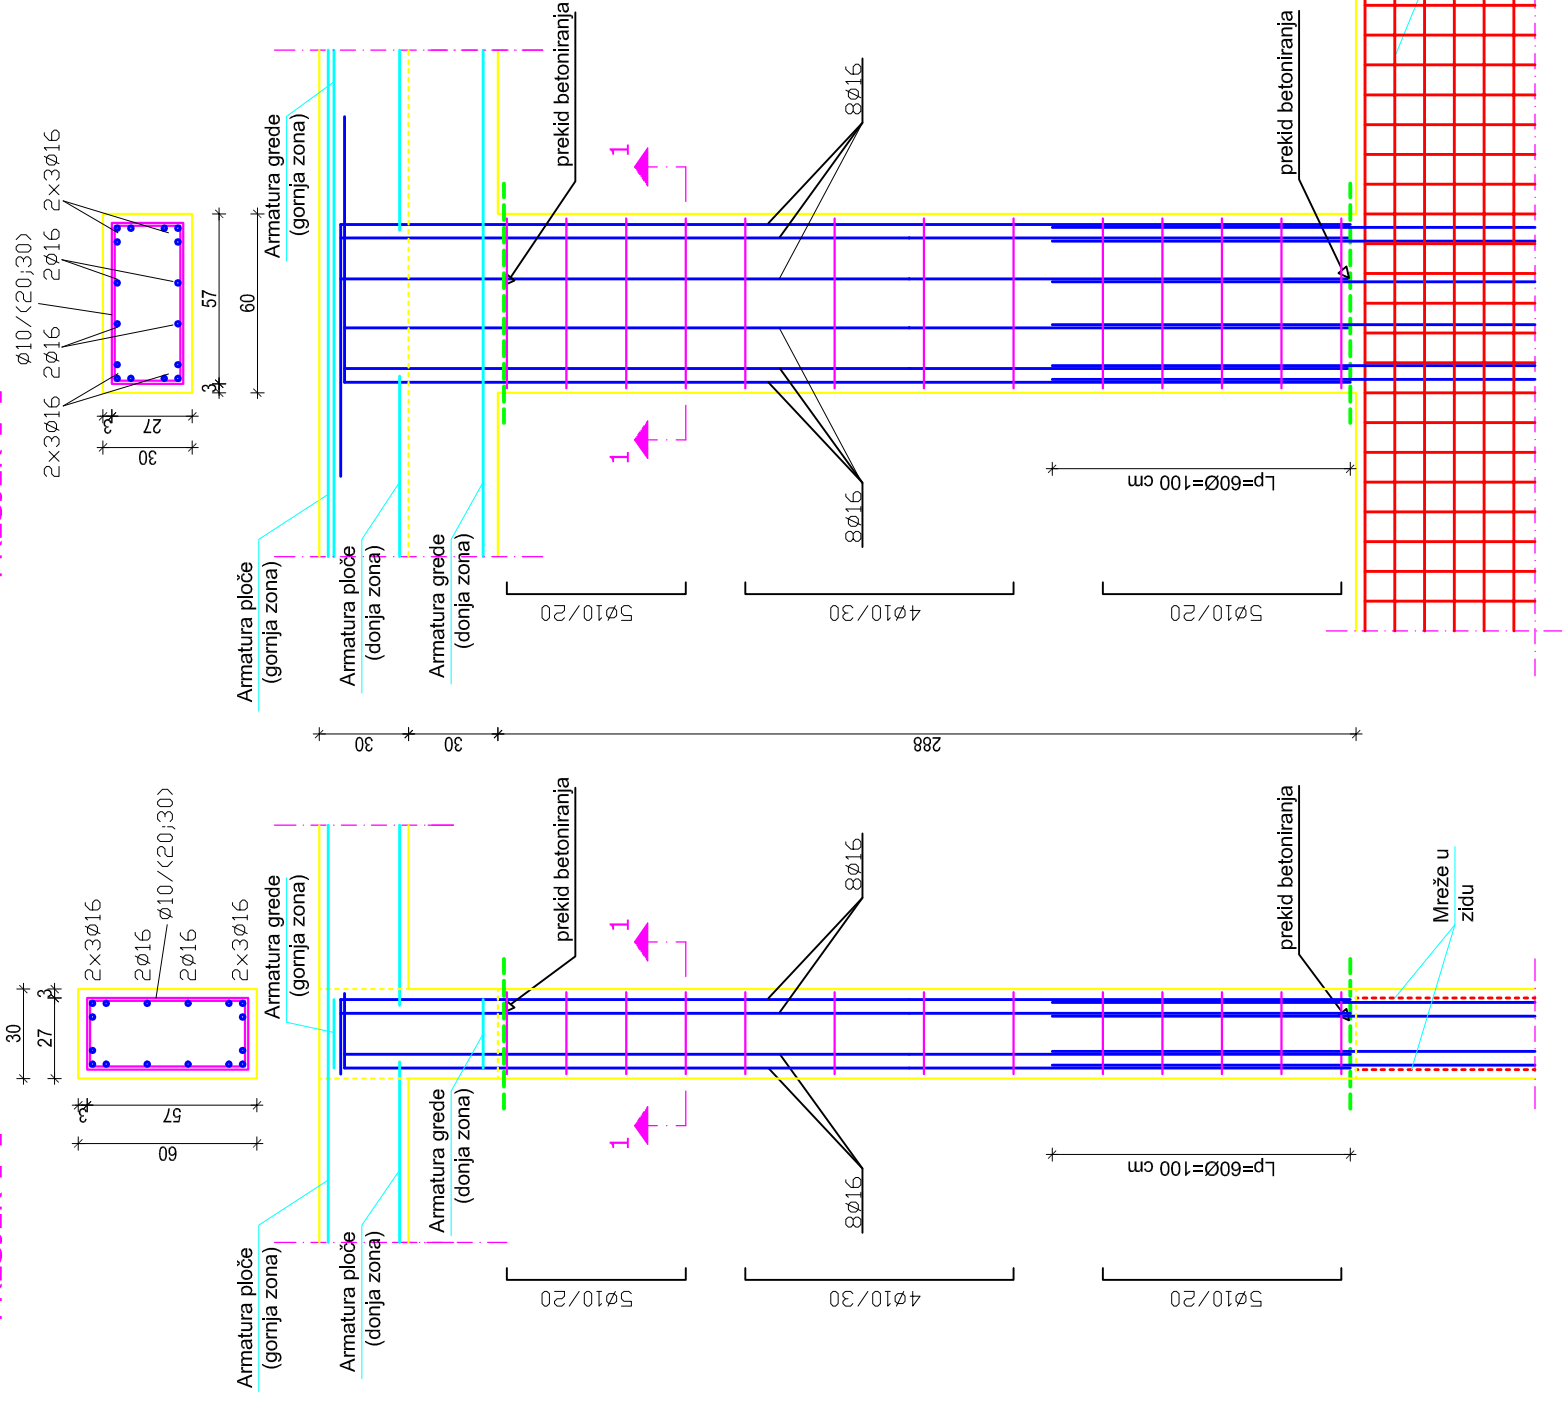 ø10/(20;30)
2×3ø16
2ø16
2ø16
2×3ø16
57
60
3
3
27
30
Armatura grede
(gornja zona)
prekid betoniranja
1
8ø16
prekid betoniranja
Armatura ploče
(gornja zona)
Armatura ploče
(donja zona)
Armatura grede
(donja zona)
1
8ø16
Lp=60Ø=100 cm
5ø10/20
4ø10/30
5ø10/20
30
30
288
30
27
3
2×3ø16
2ø16
ø10/(20;30)
2ø16
2×3ø16
3
57
60
Armatura grede
(gornja zona)
prekid betoniranja
1
8ø16
prekid betoniranja
Mreže u
zidu
Armatura ploče
(gornja zona)
Armatura ploče
(donja zona)
Armatura grede
(donja zona)
1
8ø16
Lp=60Ø=100 cm
5ø10/20
4ø10/30
5ø10/20